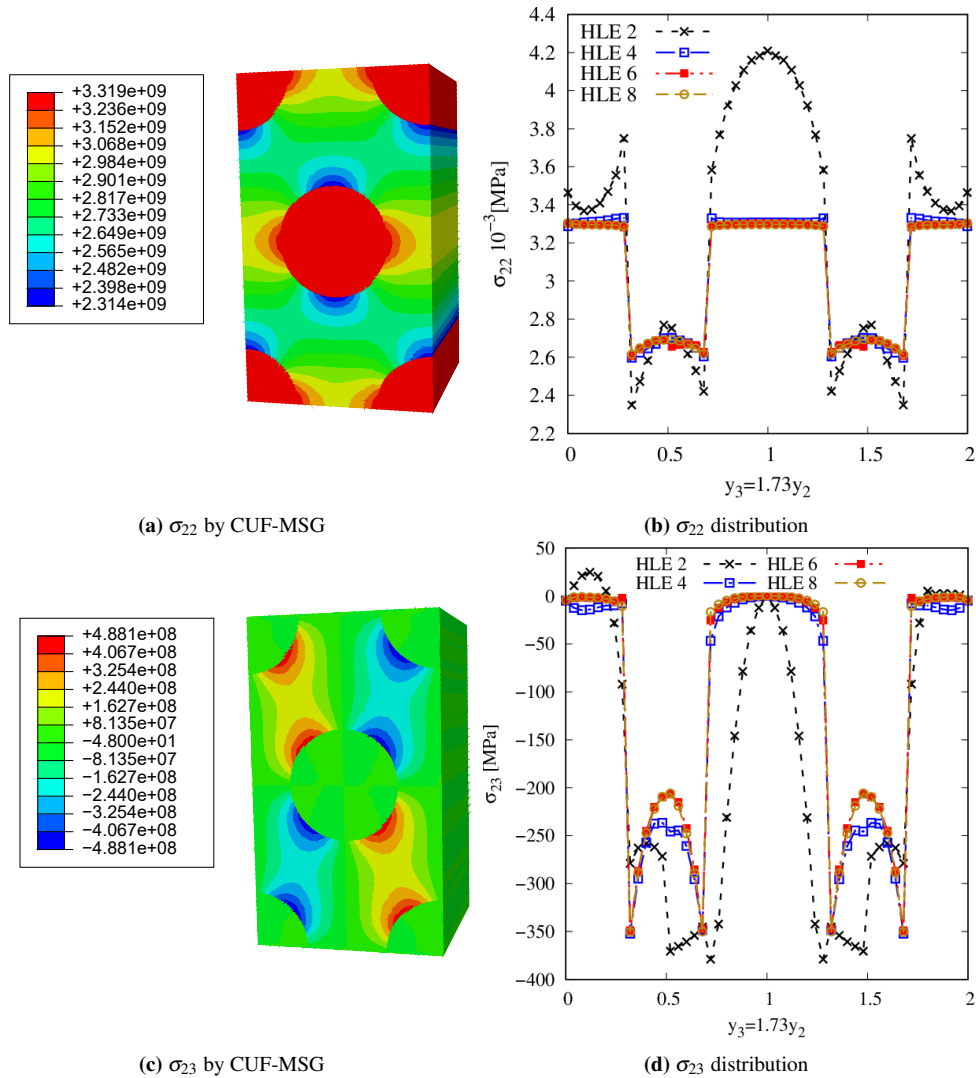 +3.319e+09
+3.236e+09
+3.152e+09
+3.068e+09
+2.984e+09
+2.901e+09
+2.817e+09
+2.733e+09
+2.649e+09
+2.565e+09
+2.482e+09
+2.398e+09
+2.314e+09
HLE 2
HLE 4
HLE 6
HLE 8
4.4
4.2
4
3.8
3.6
3.4
3.2
3
2.8
2.6
2.4
2.2
σ22 10−3[MPa]
0 0.5 1 1.5 2
y3=1.73y2
(a) σ22 by CUF-MSG
(b) σ22 distribution
+4.881e+08
+4.067e+08
+3.254e+08
+2.440e+08
+1.627e+08
+8.135e+07
−4.800e+01
−8.135e+07
−1.627e+08
−2.440e+08
−3.254e+08
−4.067e+08
−4.881e+08
HLE 2 HLE 6
HLE 4 HLE 8
50
0
−50
−100
−150
−200
−250
−300
−350
−400
σ23 [MPa]
0 0.5 1 1.5 2
y3=1.73y2
(c) σ23 by CUF-MSG
(d) σ23 distribution